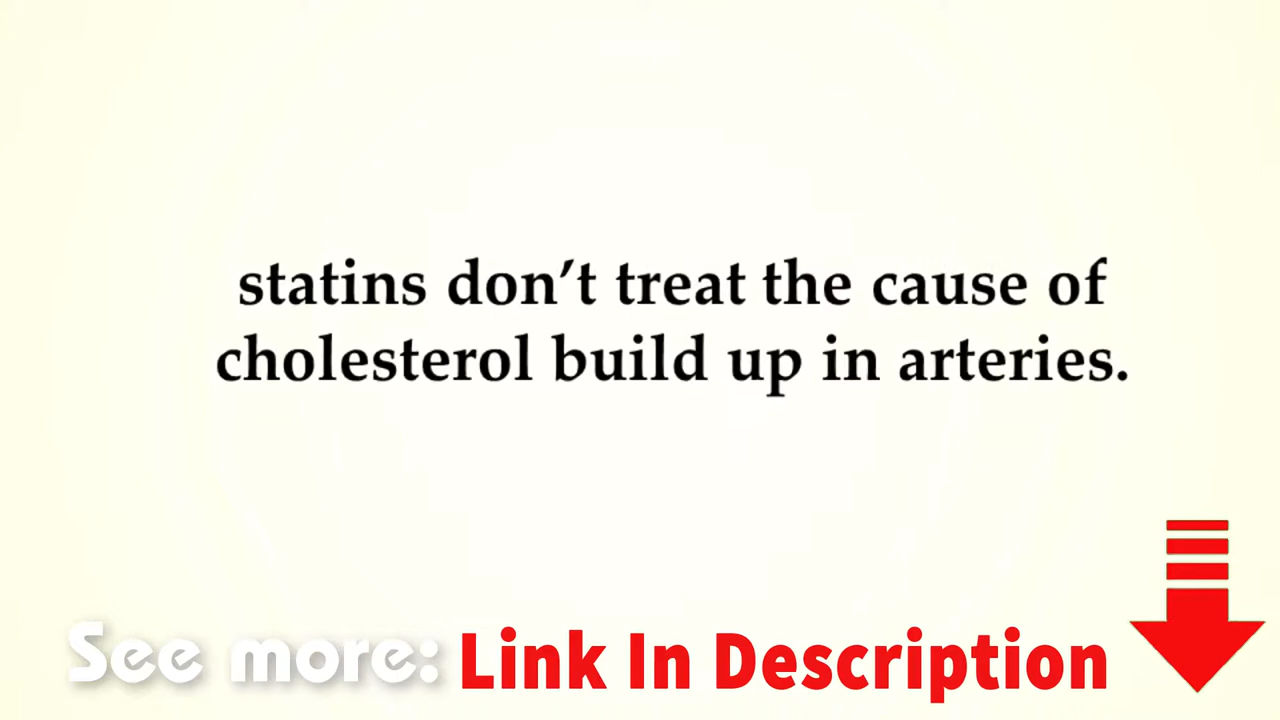 statins don’t treat the cause of
cholesterol build up in arteries.
See more: Link In Description